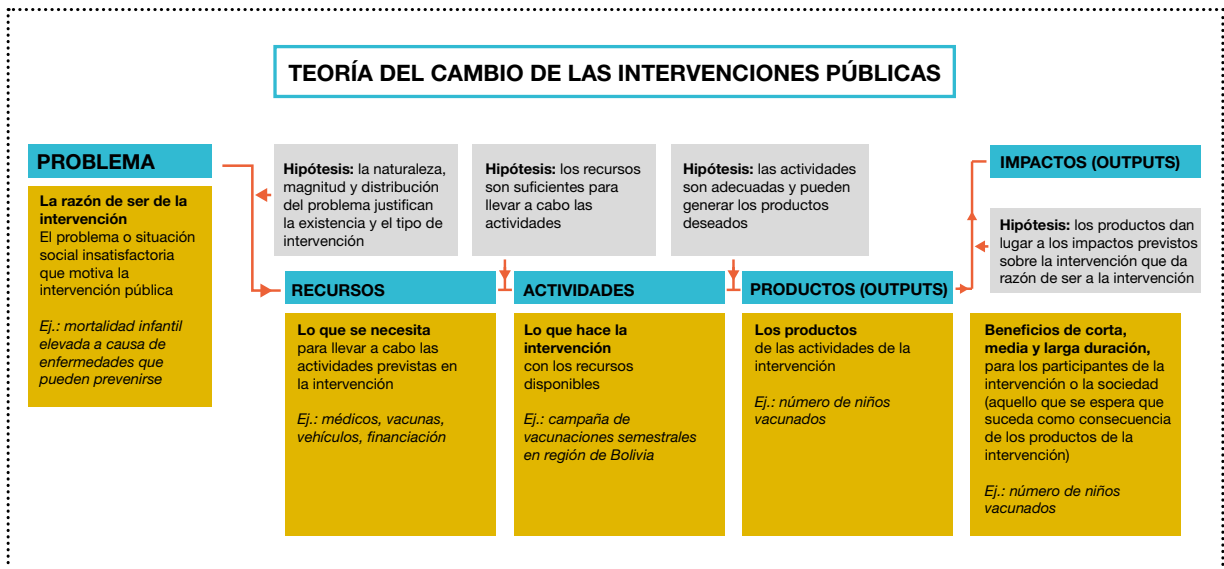 TEORÍA DEL CAMBIO DE LAS INTERVENCIONES PÚBLICAS
PROBLEMA
La razón de ser de la
intervención
El problema o situación
social insatisfactoria
que motiva la
intervención pública
Ej.: mortalidad infantil
elevada a causa de
enfermedades que
pueden prevenirse
Hipótesis: la naturaleza,
magnitud y distribución
del problema justifican
la existencia y el tipo de
intervención
RECURSOS
Lo que se necesita
para llevar a cabo las
actividades previstas en
la intervención
Ej.: médicos, vacunas,
vehículos, financiación
Hipótesis: los recursos
son suficientes para
llevar a cabo las
actividades
ACTIVIDADES
Lo que hace la
intervención
con los recursos
disponibles
Ej.: campaña de
vacunaciones semestrales
en región de Bolivia
Hipótesis: las actividades
son adecuadas y pueden
generar los productos
deseados
PRODUCTOS (OUTPUTS)
Los productos
de las actividades de la
intervención
Ej.: número de niños
vacunados
IMPACTOS (OUTPUTS)
Hipótesis: los productos dan
lugar a los impactos previstos
sobre la intervención que da
razón de ser a la intervención
Beneficios de corta,
media y larga duración,
para los participantes de la
intervención o la sociedad
(aquello que se espera que
suceda como consecuencia
de los productos de la
intervención)
Ej.: número de niños
vacunados